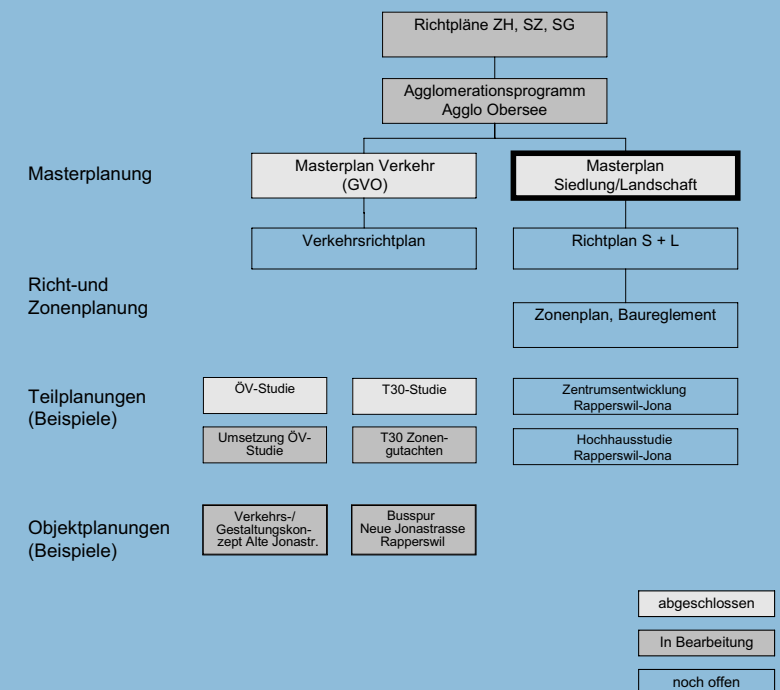 Richtpläne ZH, SZ, SG
Agglomerationsprogramm
Agglo Obersee
Masterplanung
Masterplan Verkehr
(GVO)
Masterplan
Siedlung/Landschaft
Verkehrsrichtplan
Richtplan S + L
Richt-und
Zonenplanung
Zonenplan, Baureglement
Teilplanungen
(Beispiele)
ÖV-Studie
T30-Studie
Zentrumsentwicklung
Rapperswil-Jona
Umsetzung ÖV-
Studie
T30 Zonen-
gutachten
Hochhausstudie
Rapperswil-Jona
Objektplanungen
(Beispiele)
Verkehrs-/
Gestaltungskon-
zept Alte Jonastr.
Busspur
Neue Jonastrasse
Rapperswil
abgeschlossen
In Bearbeitung
noch offen